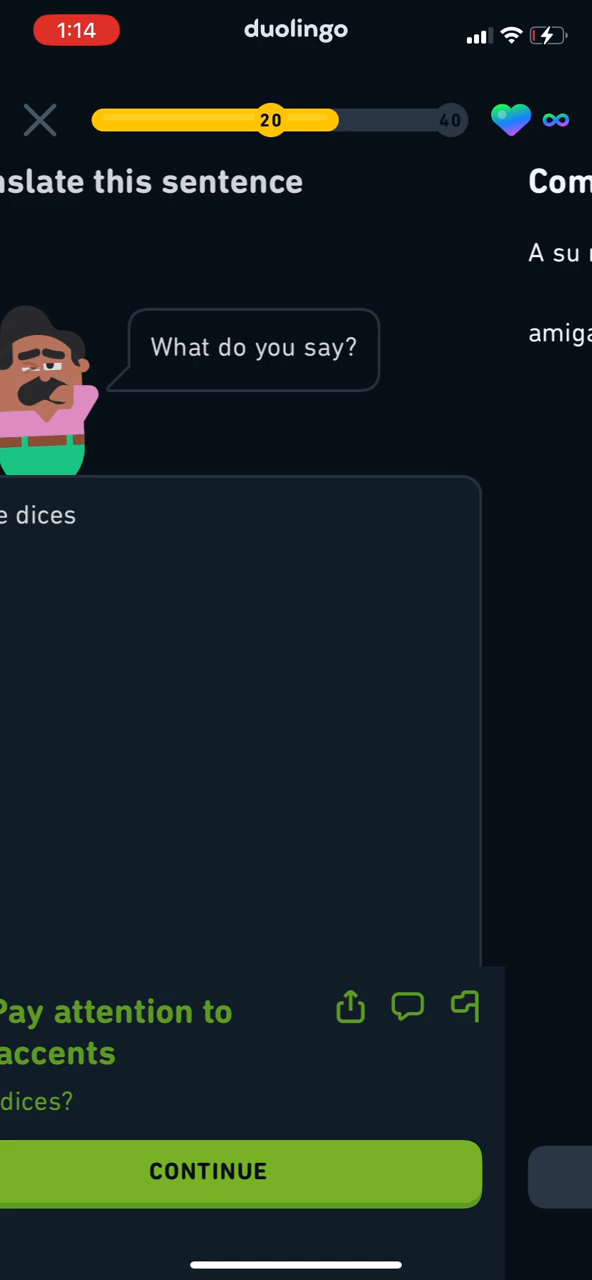 1:14
duolingo
20
40
nslate this sentence
Com
A su
What do you say?
amiga
e dices
Pay attention to
accents
dices?
CONTINUE